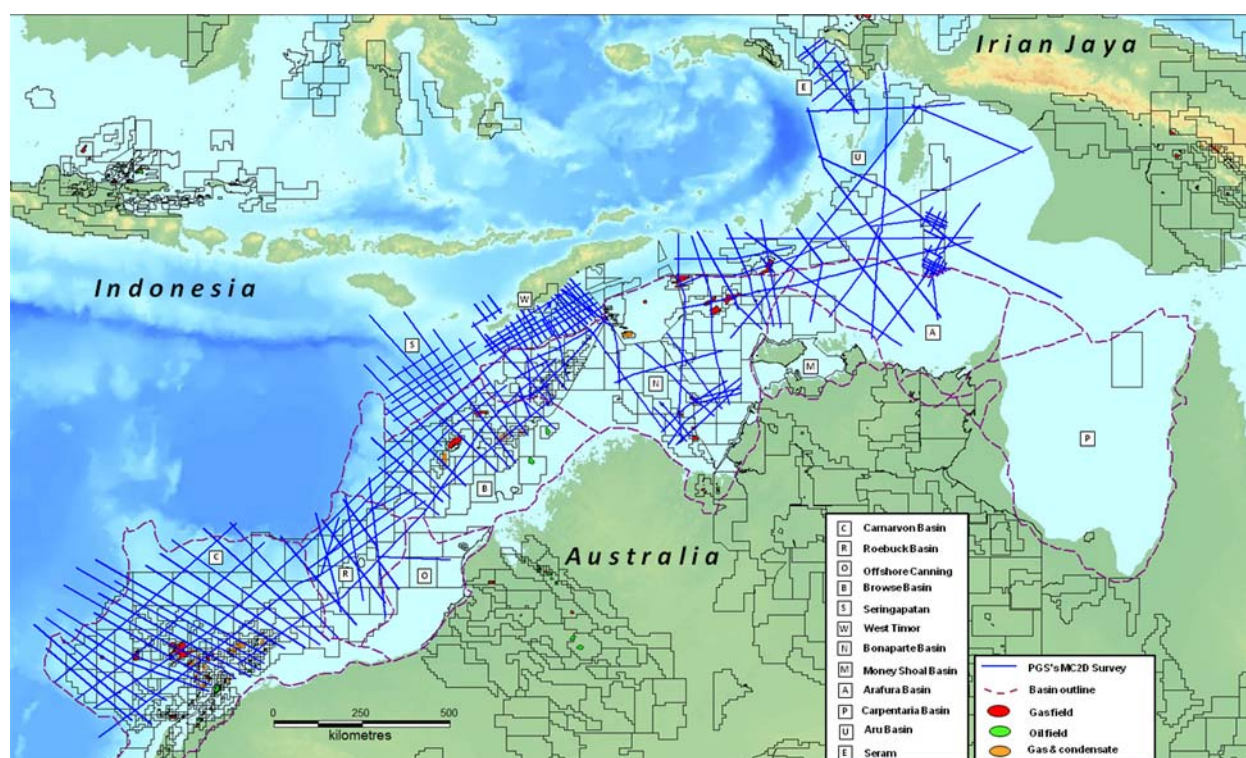 Irian Jaya
E
U
Indonesia
W
S
A
M
N
P
B
C
Australia
R
O
C Carnarvon Basin
R Roebuck Basin
O Offshore Canning
B Browse Basin
S Seringapatan
W West Timor
N Bonaparte Basin
M Money Shoal Basin
A Arafura Basin
P Carpentaria Basin
U Aru Basin
E Seram
PGS's MC2D Survey
Basin outline
Gas field
Oil field
Gas & condensate
0 250 500
kilometres